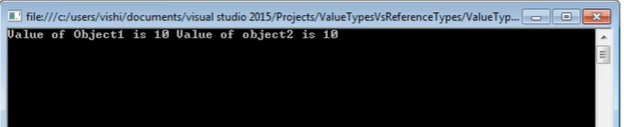 file:///c:/users/vishi/documents/visual studio 2015/Projects/ValueTypesVsReferenceTypes/ValueTyp...
Value of Object1 is 10 Value of object2 is 10